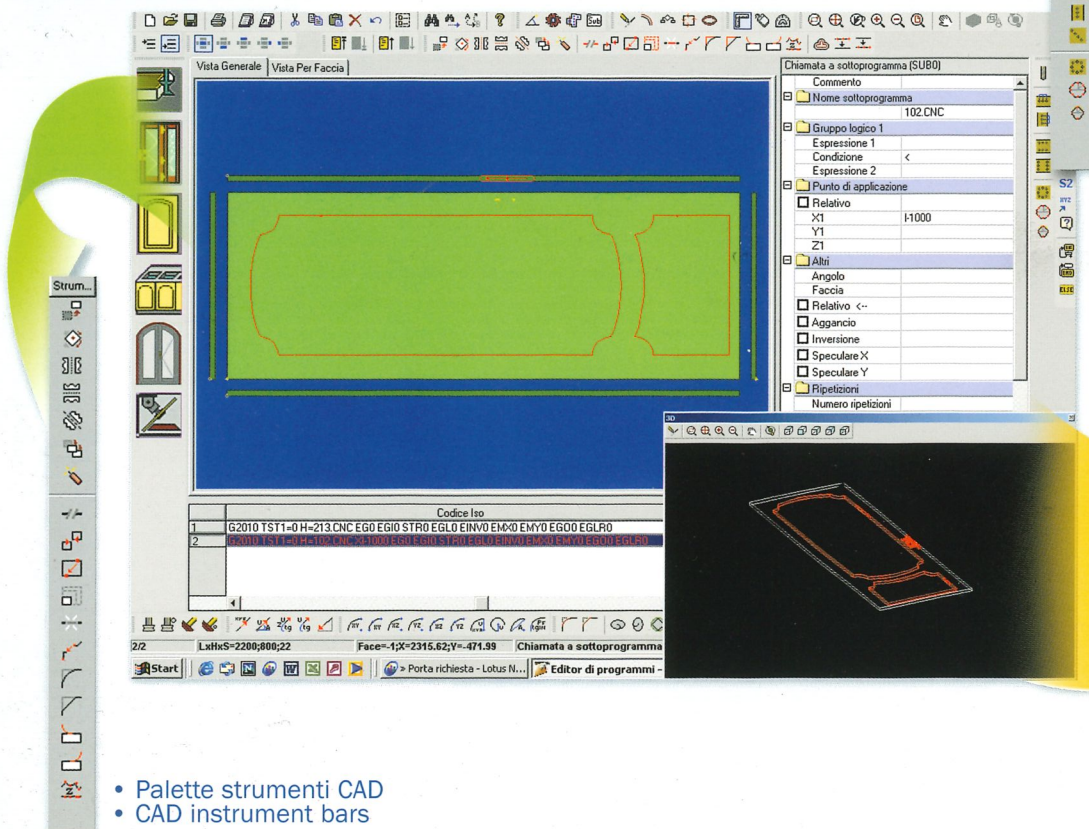 Vista Generale
Vista Per Faccia
Chiamata a sottoprogramma (SUB0)
Commento
Nome sottoprogramma
102.CNC
Gruppo logico 1
Espressione 1
Condizione <
Espressione 2
Punto di applicazione
Relativo
X1 l-1000
Y1
Z1
Altri
Angolo
Faccia
Relativo <--
Aggancio
Inversione
Speculare X
Speculare Y
Ripetizioni
Numero ripetizioni
S2
XYZ
ELSE
Strum...
3D
Codice Iso
1 G2010 TST1=0 H=213.CNC EG0 EGI0 STR0 EGL0 EINV0 EMX0 EMY0 EGO0 EGLR0
2 G2010 TST1=0 H=102.CNC XI-1000 EG0 EGI0 STR0 EGL0 EINV0 EMX0 EMY0 EGO0 EGLR0
2/2 LxHxS=2200;800;22 Face=-1;X=2315.62;Y=-471.99 Chiamata a sottoprogramma
Start
» Porta richiesta - Lotus N...
Editor di programmi -
• Palette strumenti CAD
• CAD instrument bars